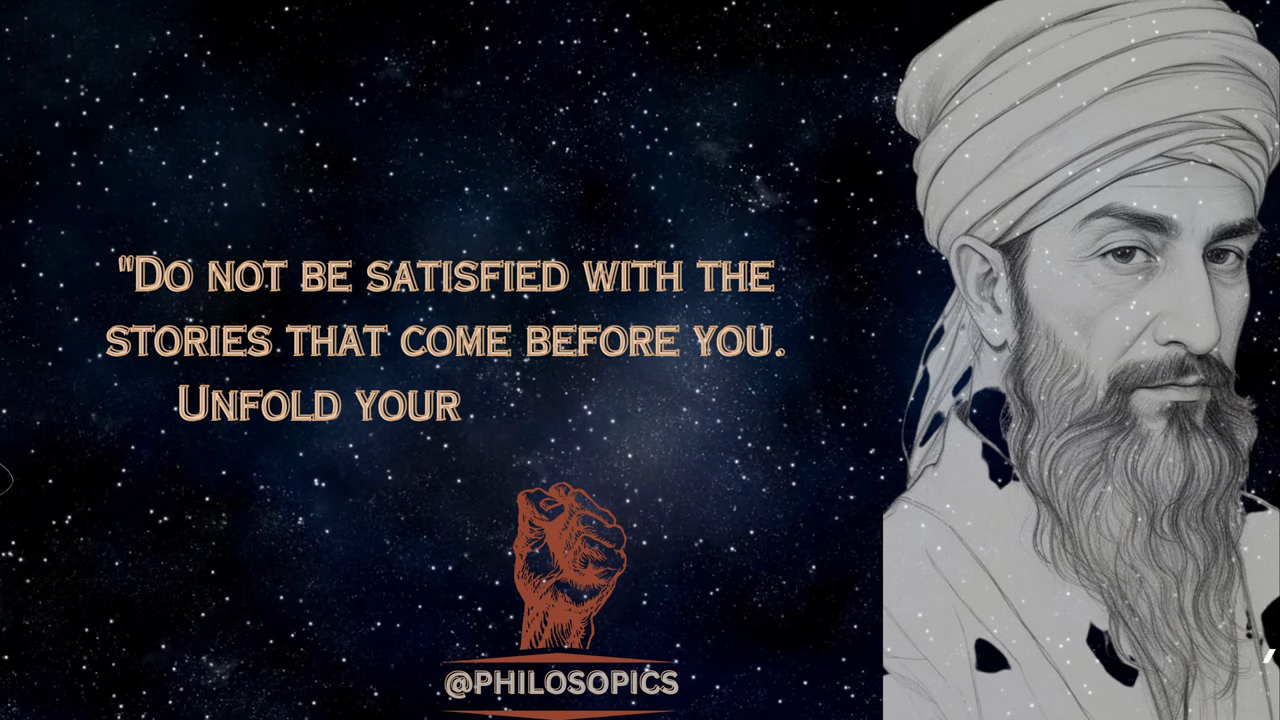 "Do not be satisfied with the
stories that come before you.
Unfold your
@PHILOSOPICS